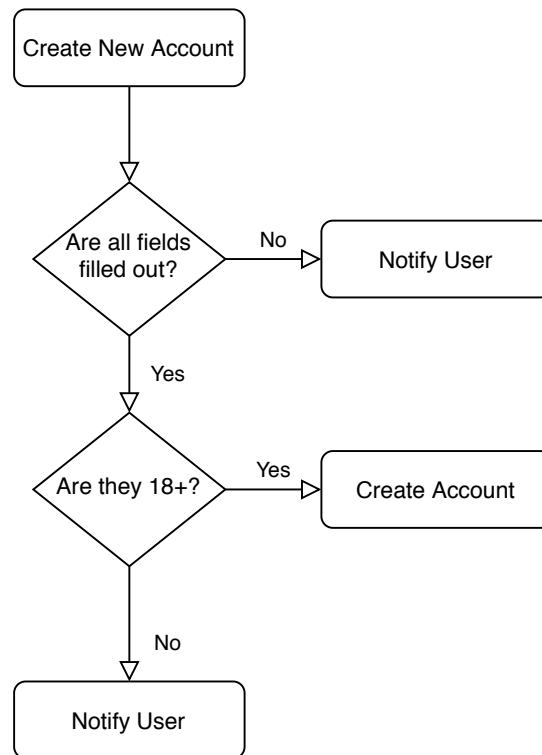 Create New Account
Are all fields
filled out?
No
Notify User
Yes
Are they 18+?
Yes
Create Account
No
Notify User